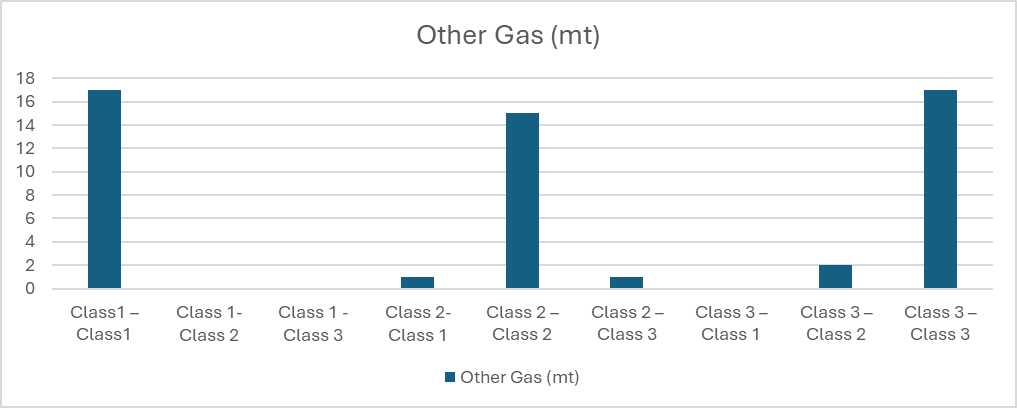 Other Gas (mt)
18
16
14
12
10
8
6
4
2
0
Class1 – Class 1- Class 1 - Class 2- Class 2 – Class 2 – Class 3 – Class 3 – Class 3 –
Class1 Class 2 Class 3 Class 1 Class 2 Class 3 Class 1 Class 2 Class 3
Other Gas (mt)